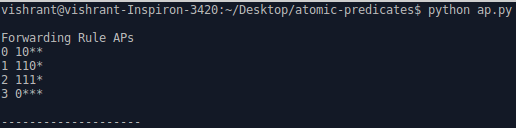 vishrant@vishrant-Inspiron-3420:~/Desktop/atomic-predicates$ python ap.py
Forwarding Rule APs
0 10**
1 110*
2 111*
3 0***
--------------------